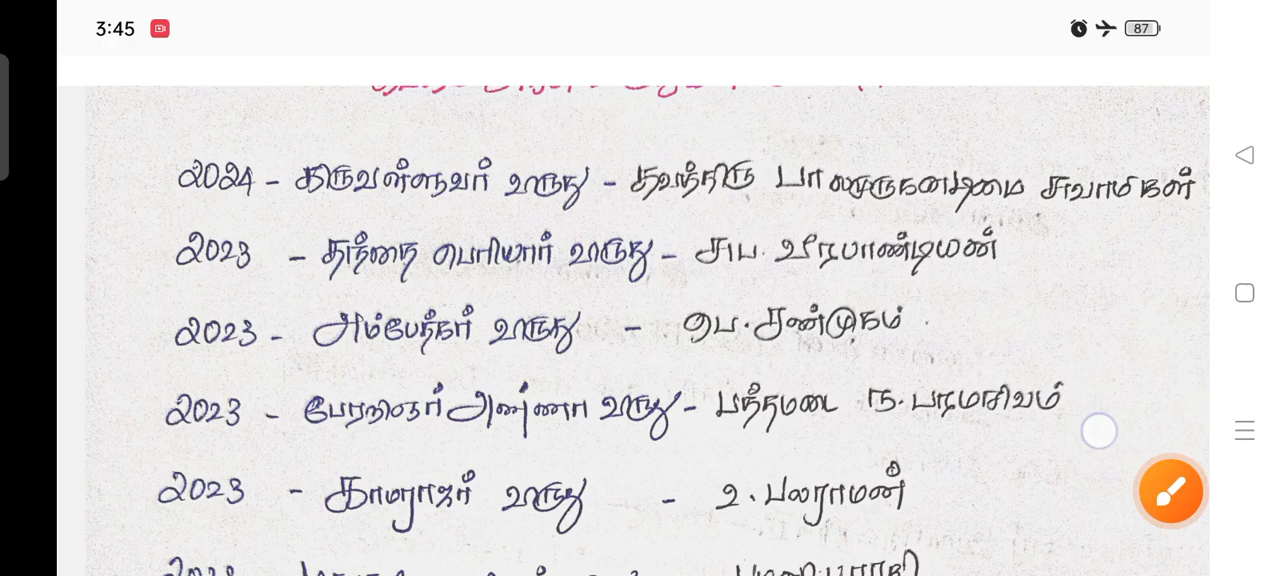 3:45 87
2024 - திருவள்ளுவர் விருது - தவத்திரு பாலமுருகனடிமை சுவாமிகள்
2023 - தந்தை பெரியார் விருது - சுப. வீரபாண்டியன்
2023 - அம்பேத்கர் விருது - பெ. சண்முகம்
2023 - பேரறிஞர் அண்ணா விருது - பத்தமடை ந. பரமசிவம்
2023 - காமராஜர் விருது - உ. பலராமன்